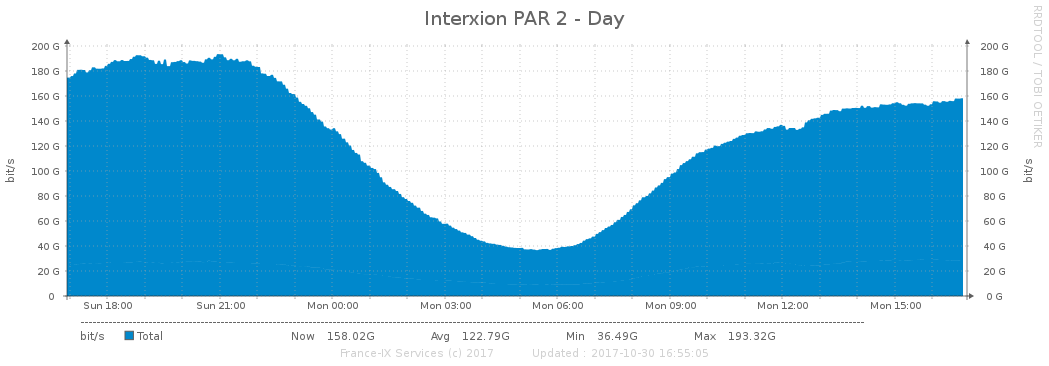 Interxion PAR 2 - Day
RRDTOOL / TOBI OETIKER
200 G 200 G
180 G 180 G
160 G 160 G
140 G 140 G
120 G 120 G
100 G 100 G
80 G 80 G
60 G 60 G
40 G 40 G
20 G 20 G
0 0 G
bit/s bit/s
Sun 18:00 Sun 21:00 Mon 00:00 Mon 03:00 Mon 06:00 Mon 09:00 Mon 12:00 Mon 15:00
bit/s Total Now 158.02G Avg 122.79G Min 36.49G Max 193.32G
France-IX Services (c) 2017 Updated : 2017-10-30 16:55:05